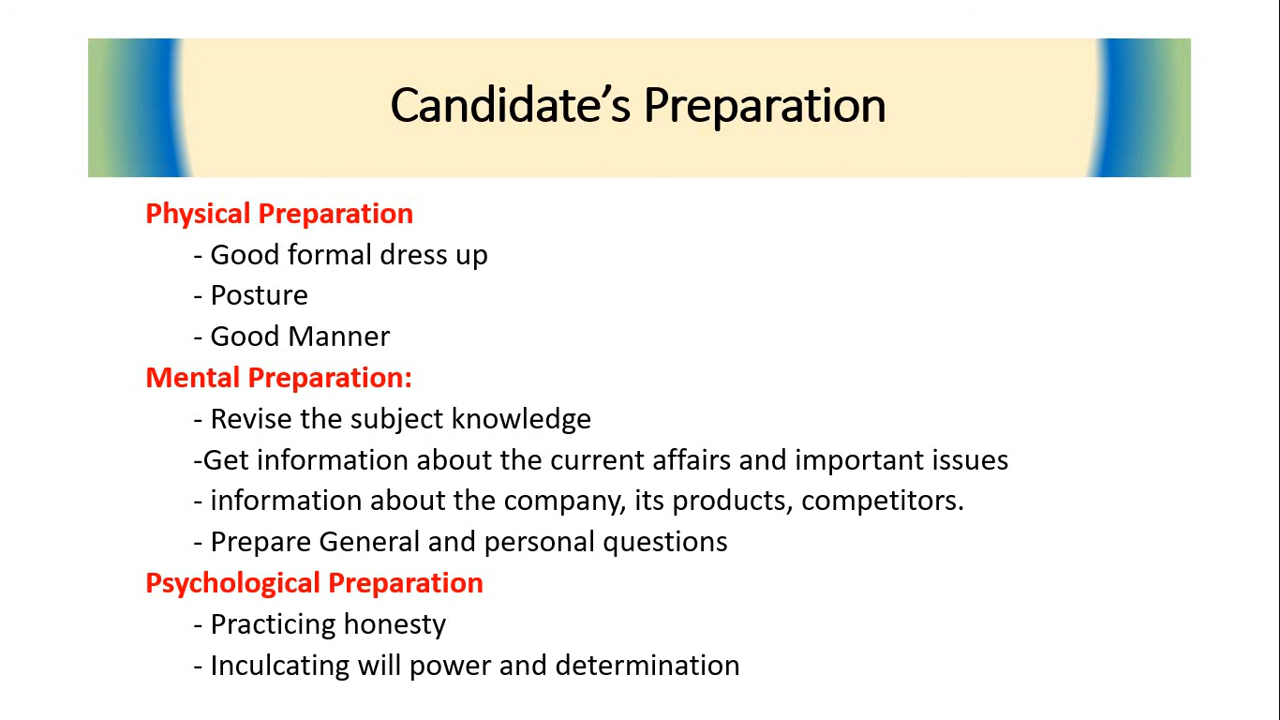 Candidate’s Preparation
Physical Preparation
- Good formal dress up
- Posture
- Good Manner
Mental Preparation:
- Revise the subject knowledge
-Get information about the current affairs and important issues
- information about the company, its products, competitors.
- Prepare General and personal questions
Psychological Preparation
- Practicing honesty
- Inculcating will power and determination